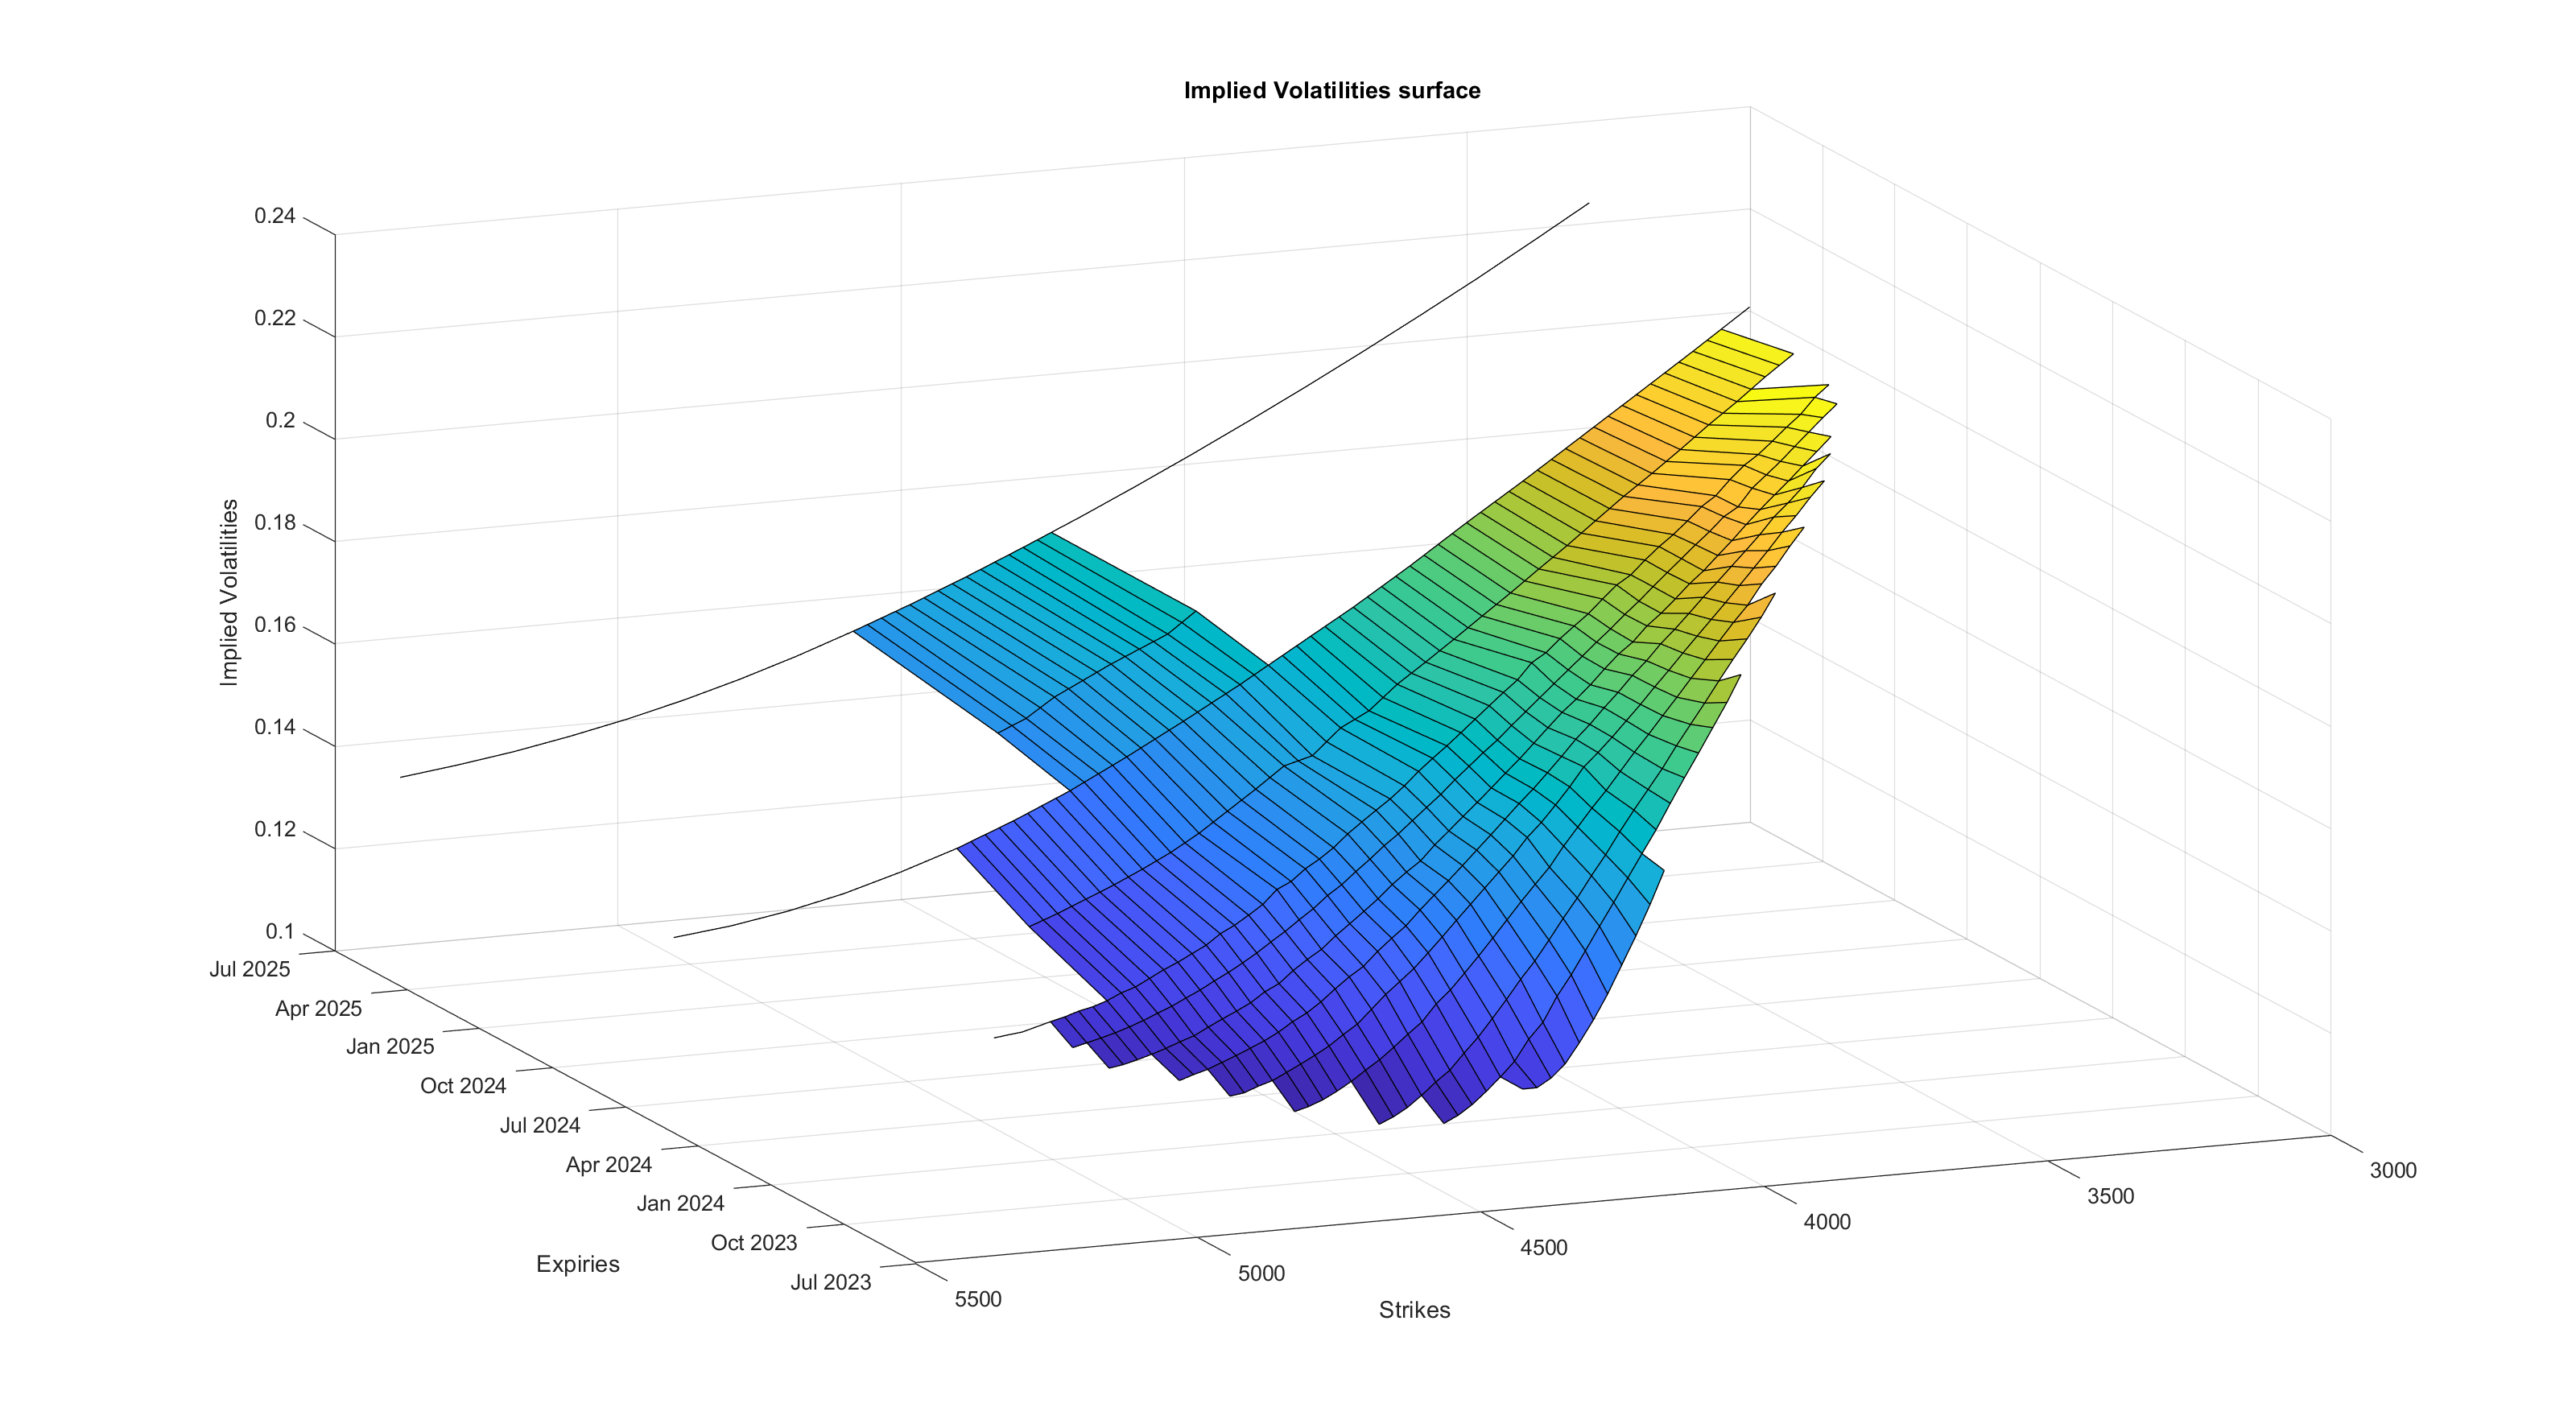 Implied Volatilities surface
0.24
0.22
0.2
0.18
0.16
0.14
0.12
0.1
Implied Volatilities
Jul 2025
Apr 2025
Jan 2025
Oct 2024
Jul 2024
Apr 2024
Jan 2024
Oct 2023
Jul 2023
Expiries
5500
5000
4500
4000
3500
3000
Strikes